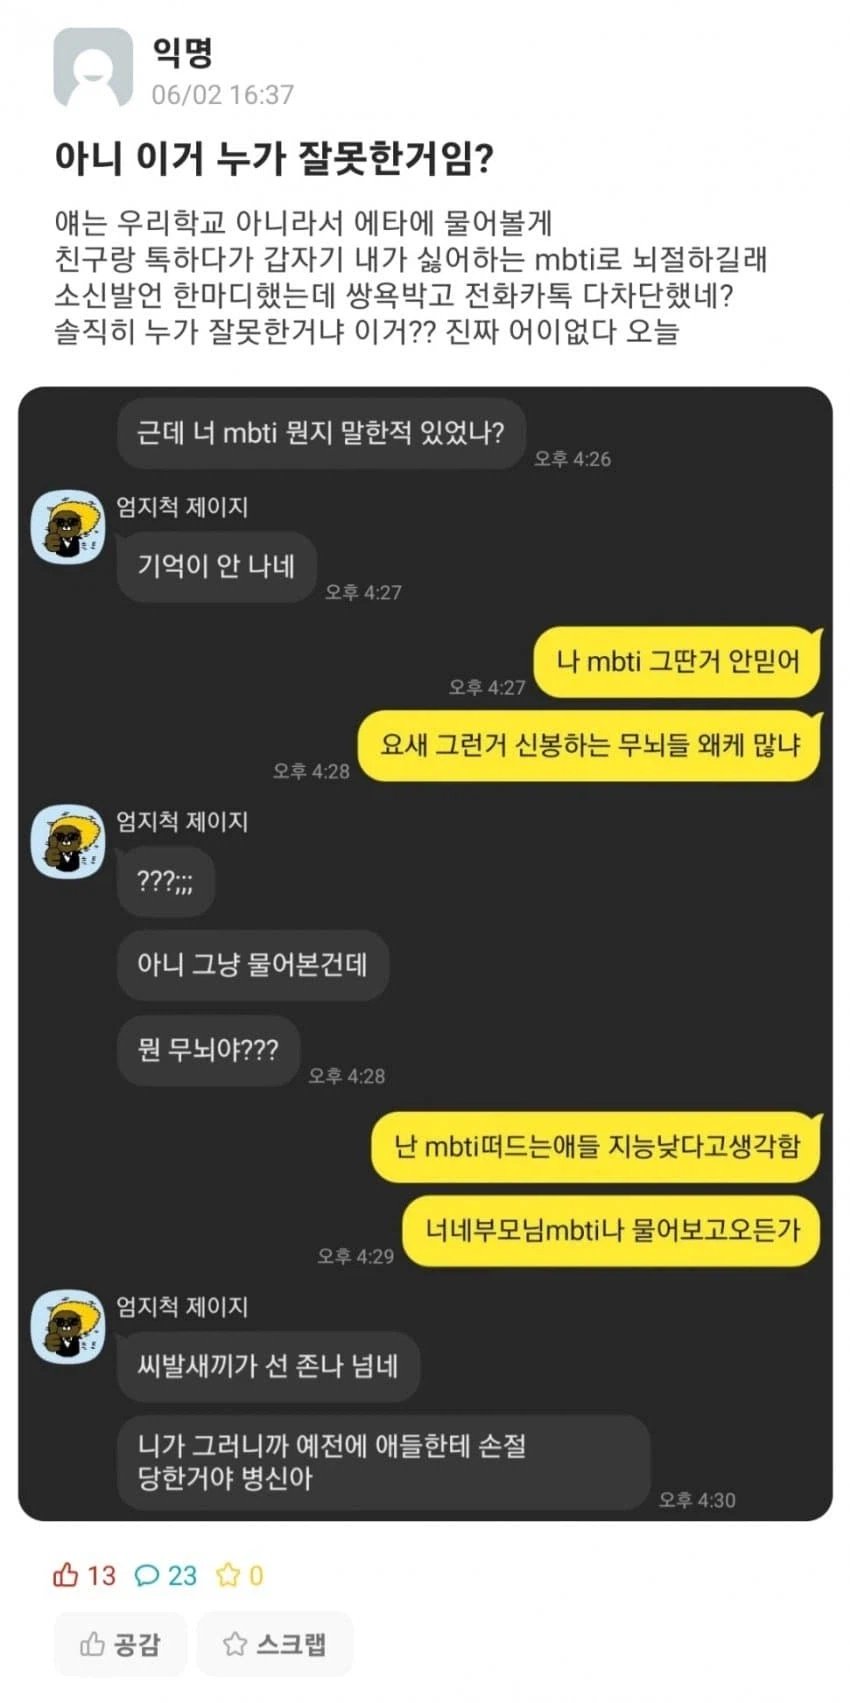 익명
06/02 16:37
아니 이거 누가 잘못한거임?
얘는 우리학교 아니라서 에타에 물어볼게
친구랑 톡하다가 갑자기 내가 싫어하는 mbti로 뇌절하길래
소신발언 한마디했는데 쌍욕박고 전화카톡 다차단했네?
솔직히 누가 잘못한거냐 이거?? 진짜 어이없다 오늘
근데 너 mbti 뭔지 말한적 있었나?
오후 4:26
엄지척 제이지
기억이 안 나네
오후 4:27
나 mbti 그딴거 안믿어
오후 4:27
요새 그런거 신봉하는 무뇌들 왜케 많냐
오후 4:28
엄지척 제이지
???;;;
아니 그냥 물어본건데
뭔 무뇌야???
오후 4:28
난 mbti떠드는애들 지능낮다고생각함
너네부모님mbti나 물어보고오든가
오후 4:29
엄지척 제이지
씨발새끼가 선 존나 넘네
니가 그러니까 예전에 애들한테 손절
당한거야 병신아
오후 4:30
13 23 0
공감 스크랩